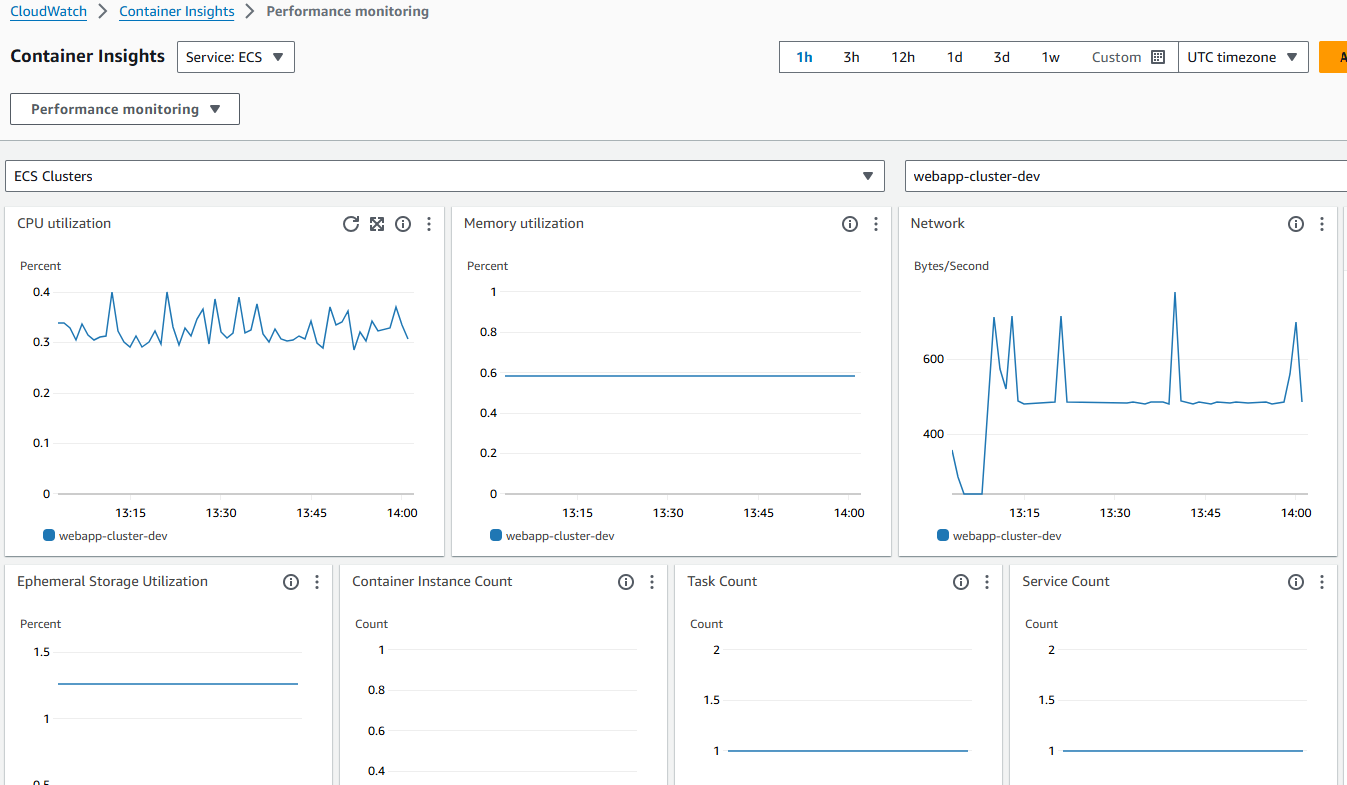 CloudWatch > Container Insights > Performance monitoring
Container Insights Service: ECS
1h 3h 12h 1d 3d 1w Custom UTC timezone A
Performance monitoring
ECS Clusters webapp-cluster-dev
CPU utilization
Percent
0.4
0.3
0.2
0.1
0
13:15 13:30 13:45 14:00
webapp-cluster-dev
Memory utilization
Percent
1
0.8
0.6
0.4
0.2
0
13:15 13:30 13:45 14:00
webapp-cluster-dev
Network
Bytes/Second
600
400
13:15 13:30 13:45 14:00
webapp-cluster-dev
Ephemeral Storage Utilization
Percent
1.5
1
0.5
Container Instance Count
Count
1
0.8
0.6
0.4
Task Count
Count
2
1.5
1
Service Count
Count
2
1.5
1